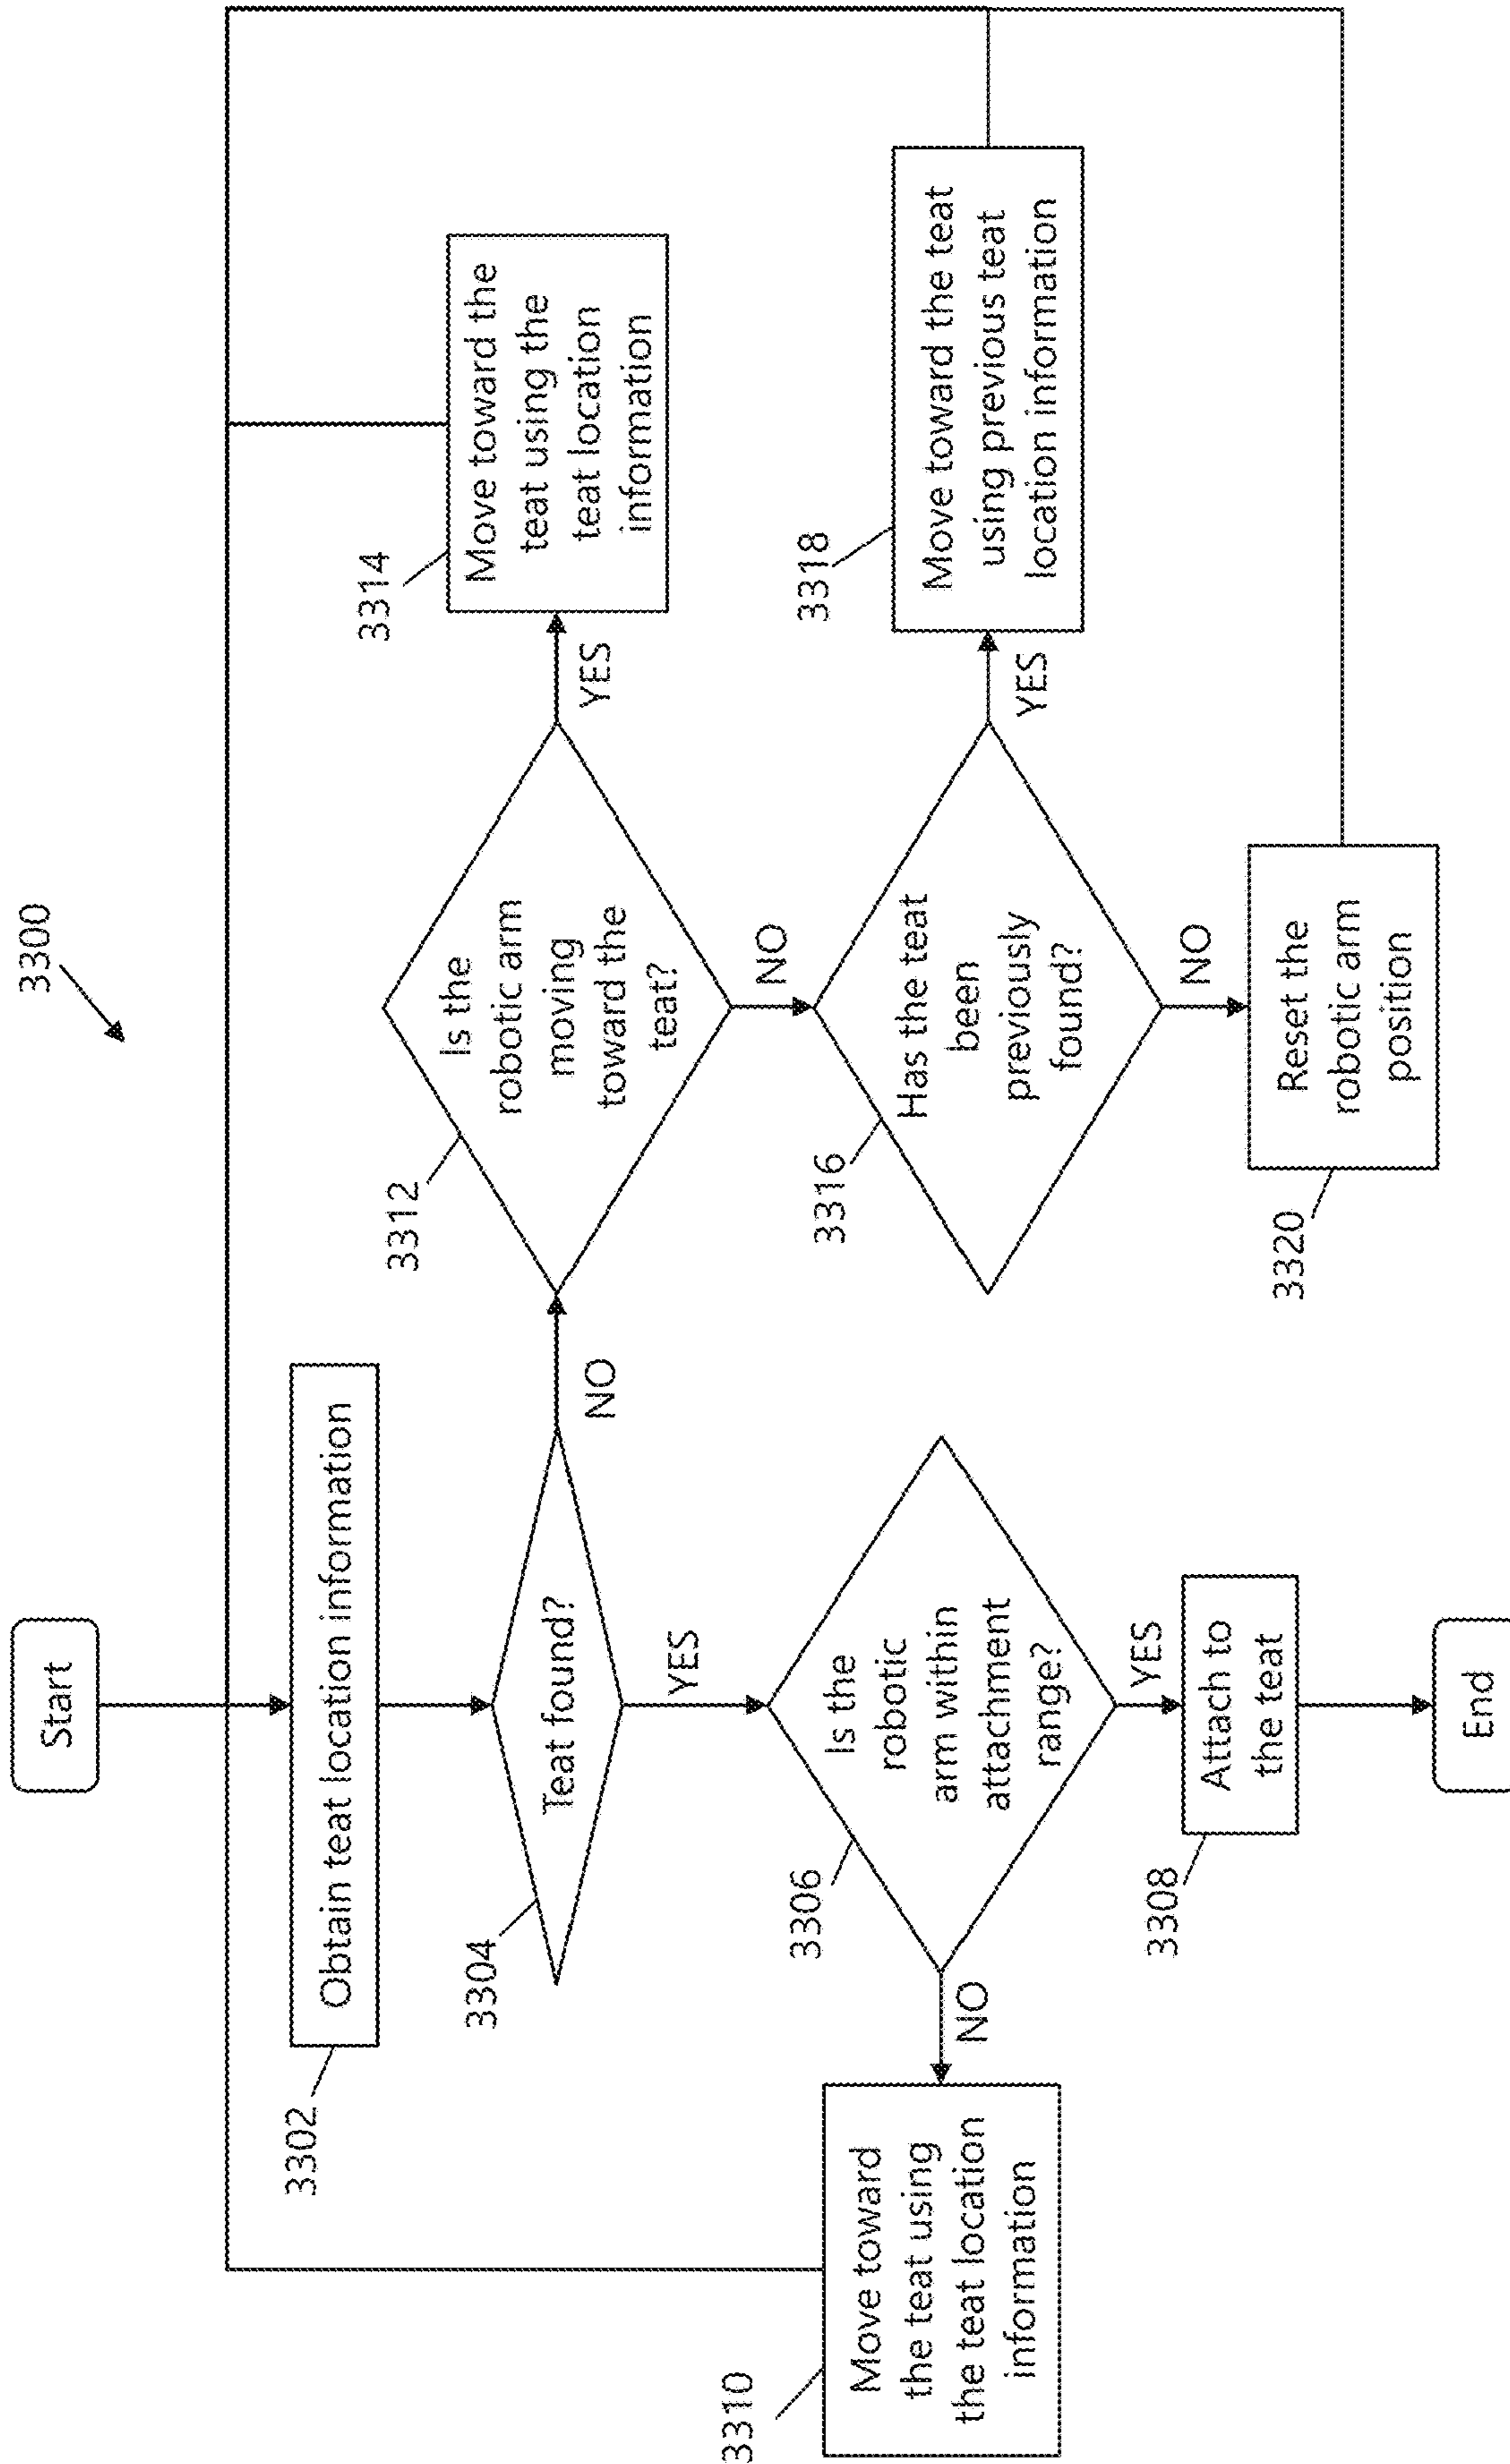 3300
Start
3302
Obtain teat location information
3304
Teat found?
NO
YES
3312
Is the
robotic arm
moving
toward the
teat?
YES
3314
Move toward the
teat using the
teat location
information
NO
3306
Is the
robotic
arm within
attachment
range?
NO
3310
Move toward
the teat using
the teat location
information
YES
3308
Attach to
the teat
End
3316
Has the teat
been
previously
found?
YES
3318
Move toward the teat
using previous teat
location information
NO
3320
Reset the
robotic arm
position